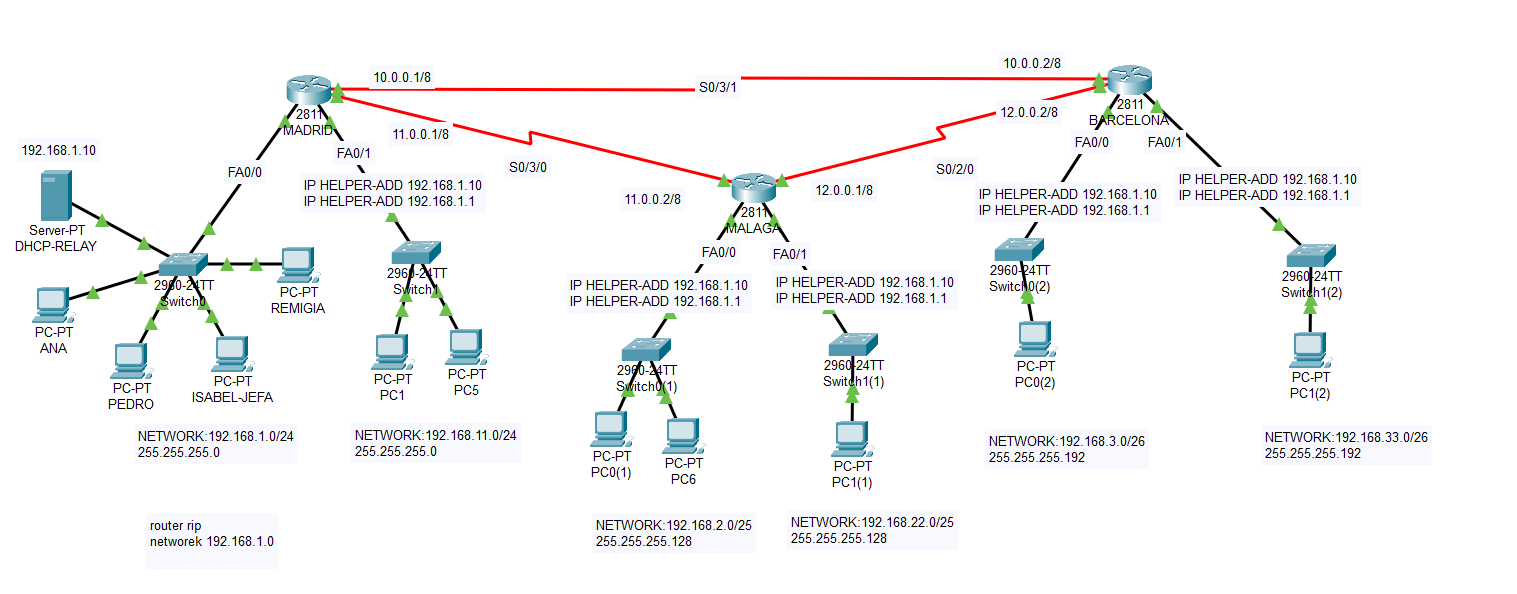 10.0.0.1/8
10.0.0.2/8
S0/3/1
2811
MADRID
2811
BARCELONA
11.0.0.1/8
12.0.0.2/8
192.168.1.10
FA0/0
FA0/1
S0/3/0
S0/2/0
FA0/0
FA0/1
IP HELPER-ADD 192.168.1.10
IP HELPER-ADD 192.168.1.1
11.0.0.2/8
12.0.0.1/8
2811
MALAGA
IP HELPER-ADD 192.168.1.10
IP HELPER-ADD 192.168.1.1
IP HELPER-ADD 192.168.1.10
IP HELPER-ADD 192.168.1.1
Server-PT
DHCP-RELAY
2960-24TT
Switch0
PC-PT
REMIGIA
2960-24TT
Switch1
FA0/0
FA0/1
IP HELPER-ADD 192.168.1.10
IP HELPER-ADD 192.168.1.1
IP HELPER-ADD 192.168.1.10
IP HELPER-ADD 192.168.1.1
2960-24TT
Switch0(2)
2960-24TT
Switch1(2)
PC-PT
ANA
PC-PT
PEDRO
PC-PT
ISABEL-JEFA
PC-PT
PC1
PC-PT
PC5
2960-24TT
Switch0(1)
2960-24TT
Switch1(1)
PC-PT
PC0(2)
PC-PT
PC1(2)
PC-PT
PC0(1)
PC-PT
PC6
PC-PT
PC1(1)
NETWORK:192.168.1.0/24
255.255.255.0
NETWORK:192.168.11.0/24
255.255.255.0
NETWORK:192.168.3.0/26
255.255.255.192
NETWORK:192.168.33.0/26
255.255.255.192
router rip
networek 192.168.1.0
NETWORK:192.168.2.0/25
255.255.255.128
NETWORK:192.168.22.0/25
255.255.255.128